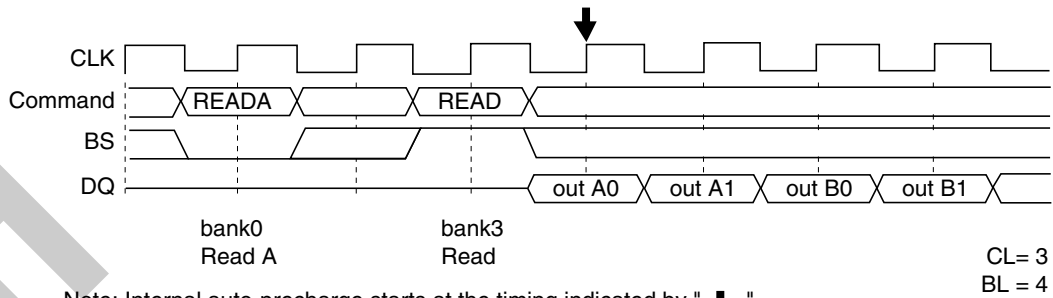 CLK
Command READA READ
BS
DQ out A0 out A1 out B0 out B1
bank0 bank3
Read A Read
CL= 3
BL = 4
Note: Internal auto-precharge starts at the timing indicated by " ".